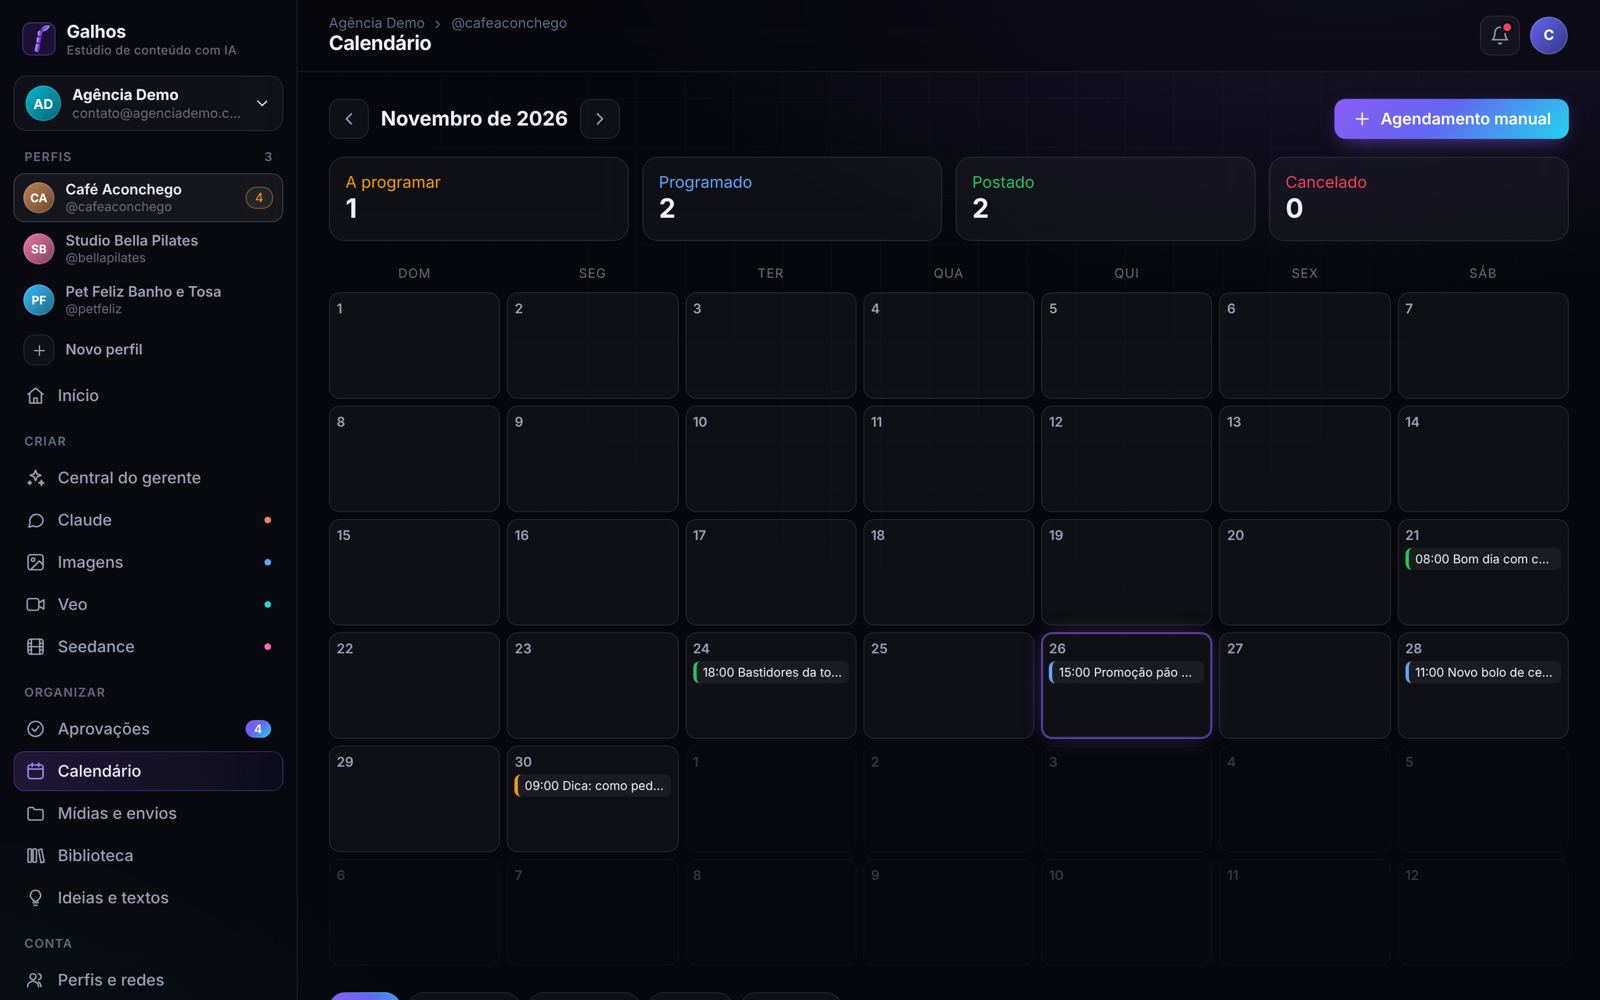 Galhos
Estúdio de conteúdo com IA
AD
Agência Demo
contato@agenciademo.c...
PERFIS 3
CA
Café Aconchego
@cafeaconchego
4
SB
Studio Bella Pilates
@bellapilates
PF
Pet Feliz Banho e Tosa
@petfeliz
Novo perfil
Início
CRIAR
Central do gerente
Claude
Imagens
Veo
Seedance
ORGANIZAR
Aprovações 4
Calendário
Mídias e envios
Biblioteca
Ideias e textos
CONTA
Perfis e redes
Agência Demo › @cafeaconchego
Calendário
C
Novembro de 2026
+ Agendamento manual
A programar
1
Programado
2
Postado
2
Cancelado
0
DOM SEG TER QUA QUI SEX SÁB
1 2 3 4 5 6 7
8 9 10 11 12 13 14
15 16 17 18 19 20 21
08:00 Bom dia com c...
22 23 24 25 26 27 28
18:00 Bastidores da to... 15:00 Promoção pão ... 11:00 Novo bolo de ce...
29 30 1 2 3 4 5
09:00 Dica: como ped...
6 7 8 9 10 11 12